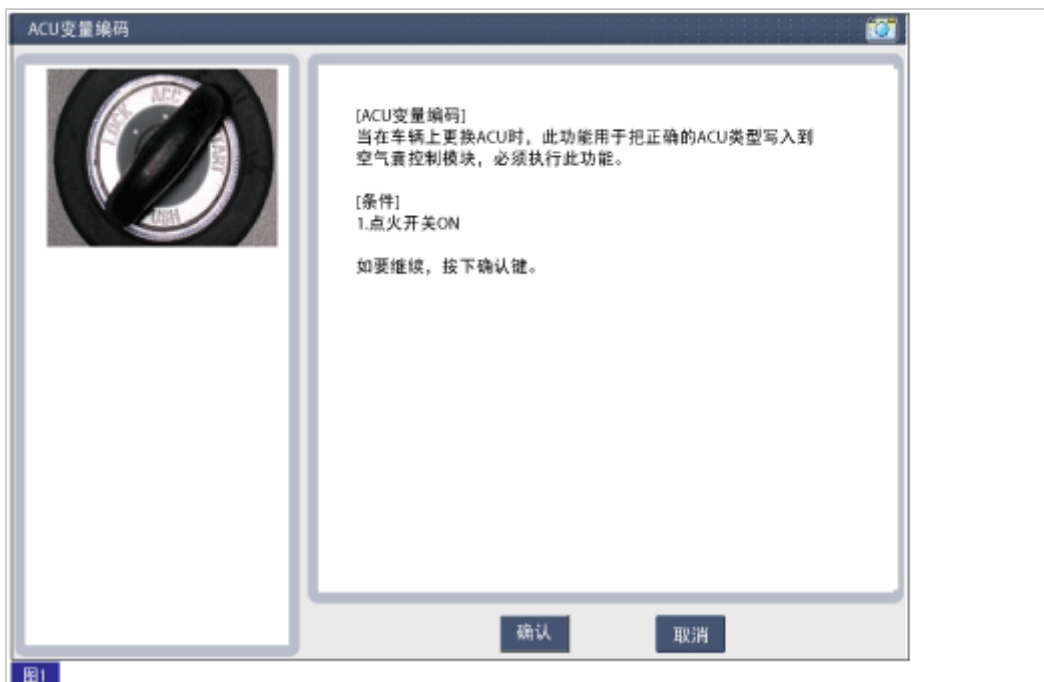 ACU变量编码
LOCK
ACC
START
PUSH
[ACU变量编码]
当在车辆上更换ACU时，此功能用于把正确的ACU类型写入到
空气囊控制模块，必须执行此功能。
[条件]
1.点火开关ON
如要继续，按下确认键。
确认
取消
图1